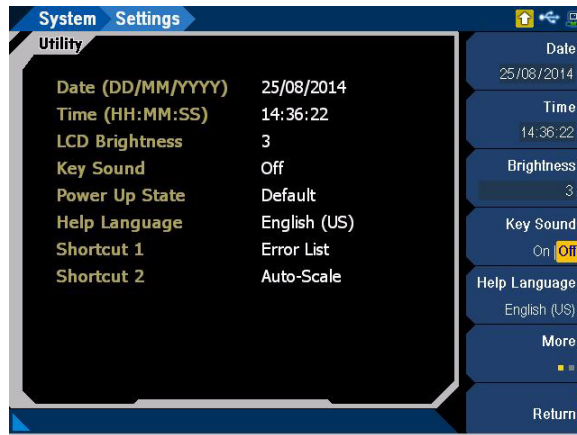 System Settings
Utility
Date (DD/MM/YYYY) 25/08/2014
Time (HH:MM:SS) 14:36:22
LCD Brightness 3
Key Sound Off
Power Up State Default
Help Language English (US)
Shortcut 1 Error List
Shortcut 2 Auto-Scale
Date
25/08/2014
Time
14:36:22
Brightness
3
Key Sound
On | Off
Help Language
English (US)
More
Return